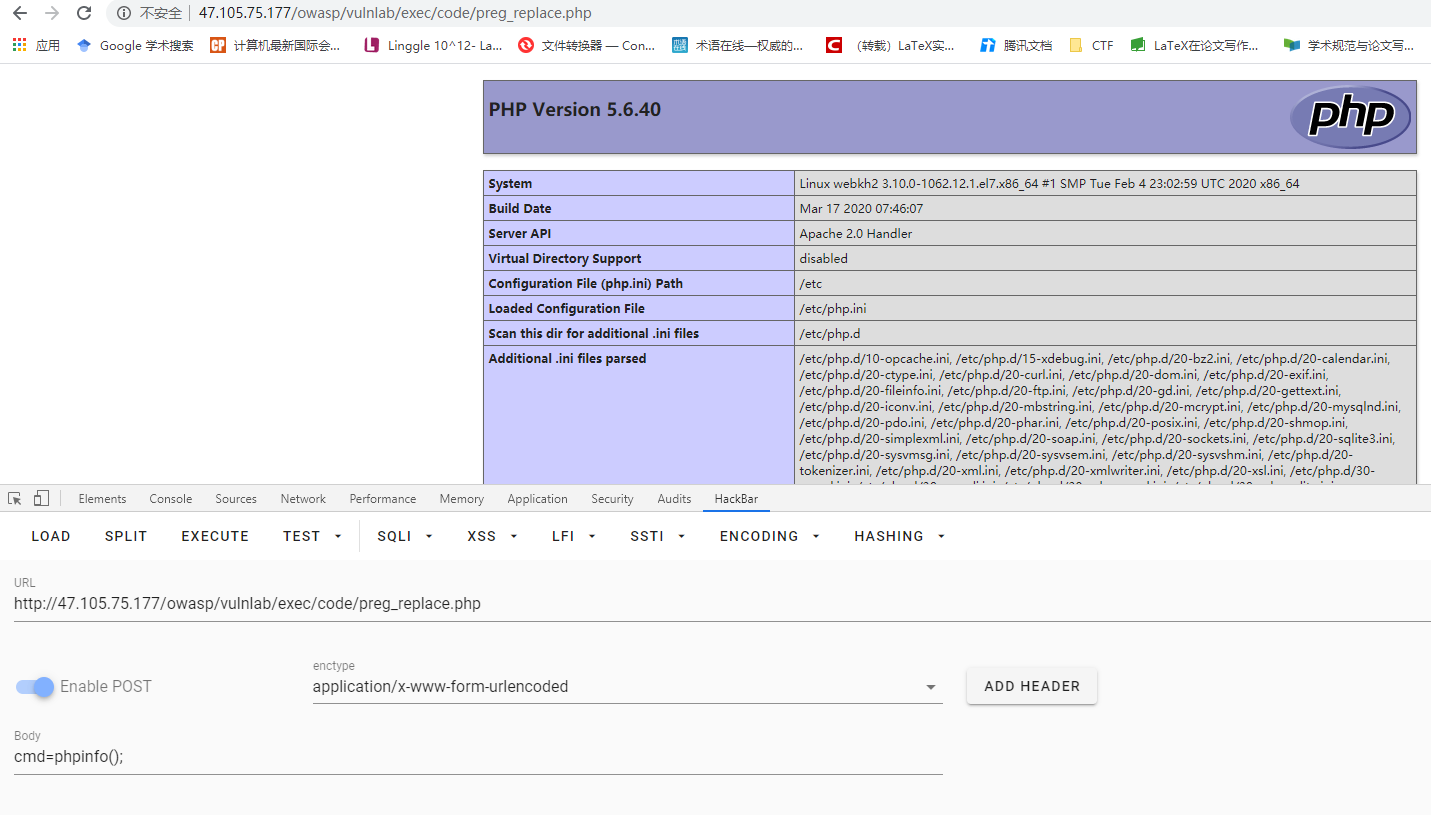 不安全 47.105.75.177/owasp/vulnlab/exec/code/preg_replace.php
应用 Google 学术搜索 计算机最新国际会... Linggle 10^12- La... 文件转换器 — Con... 术语在线—权威的... （转载）LaTeX实... 腾讯文档 CTF LaTeX在论文写作... 学术规范与论文写...
PHP Version 5.6.40
php
System Linux webkh2 3.10.0-1062.12.1.el7.x86_64 #1 SMP Tue Feb 4 23:02:59 UTC 2020 x86_64
Build Date Mar 17 2020 07:46:07
Server API Apache 2.0 Handler
Virtual Directory Support disabled
Configuration File (php.ini) Path /etc
Loaded Configuration File /etc/php.ini
Scan this dir for additional .ini files /etc/php.d
Additional .ini files parsed /etc/php.d/10-opcache.ini, /etc/php.d/15-xdebug.ini, /etc/php.d/20-bz2.ini, /etc/php.d/20-calendar.ini,
/etc/php.d/20-ctype.ini, /etc/php.d/20-curl.ini, /etc/php.d/20-dom.ini, /etc/php.d/20-exif.ini,
/etc/php.d/20-fileinfo.ini, /etc/php.d/20-ftp.ini, /etc/php.d/20-gd.ini, /etc/php.d/20-gettext.ini,
/etc/php.d/20-iconv.ini, /etc/php.d/20-mbstring.ini, /etc/php.d/20-mcrypt.ini, /etc/php.d/20-mysqlnd.ini,
/etc/php.d/20-pdo.ini, /etc/php.d/20-phar.ini, /etc/php.d/20-posix.ini, /etc/php.d/20-shmop.ini,
/etc/php.d/20-simplexml.ini, /etc/php.d/20-soap.ini, /etc/php.d/20-sockets.ini, /etc/php.d/20-sqlite3.ini,
/etc/php.d/20-sysvmsg.ini, /etc/php.d/20-sysvsem.ini, /etc/php.d/20-sysvshm.ini, /etc/php.d/20-
tokenizer.ini, /etc/php.d/20-xml.ini, /etc/php.d/20-xmlwriter.ini, /etc/php.d/20-xsl.ini, /etc/php.d/30-
Elements Console Sources Network Performance Memory Application Security Audits HackBar
LOAD SPLIT EXECUTE TEST SQLI XSS LFI SSTI ENCODING HASHING
URL
http://47.105.75.177/owasp/vulnlab/exec/code/preg_replace.php
enctype
Enable POST application/x-www-form-urlencoded ADD HEADER
Body
cmd=phpinfo();